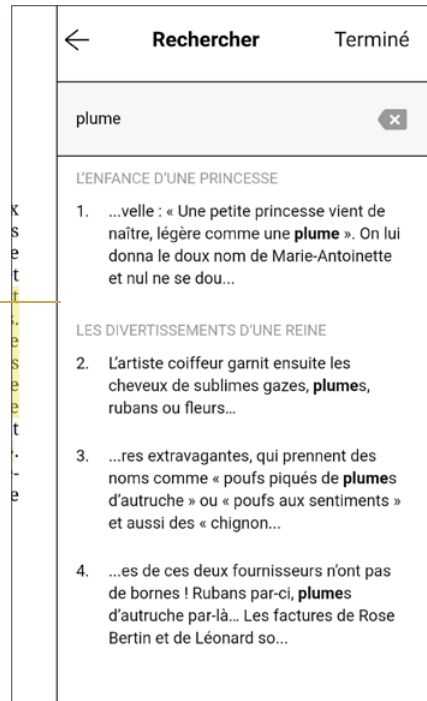 ← Rechercher Terminé
plume
L'ENFANCE D'UNE PRINCESSE
1. ...velle : « Une petite princesse vient de
naître, légère comme une plume ». On lui
donna le doux nom de Marie-Antoinette
et nul ne se dou...
LES DIVERTISSEMENTS D'UNE REINE
2. L'artiste coiffeur garnit ensuite les
cheveux de sublimes gazes, plumes,
rubans ou fleurs…
3. ...res extravagantes, qui prennent des
noms comme « poufs piqués de plumes
d'autruche » ou « poufs aux sentiments »
et aussi des « chignon...
4. ...es de ces deux fournisseurs n'ont pas
de bornes ! Rubans par-ci, plumes
d'autruche par-là… Les factures de Rose
Bertin et de Léonard so...